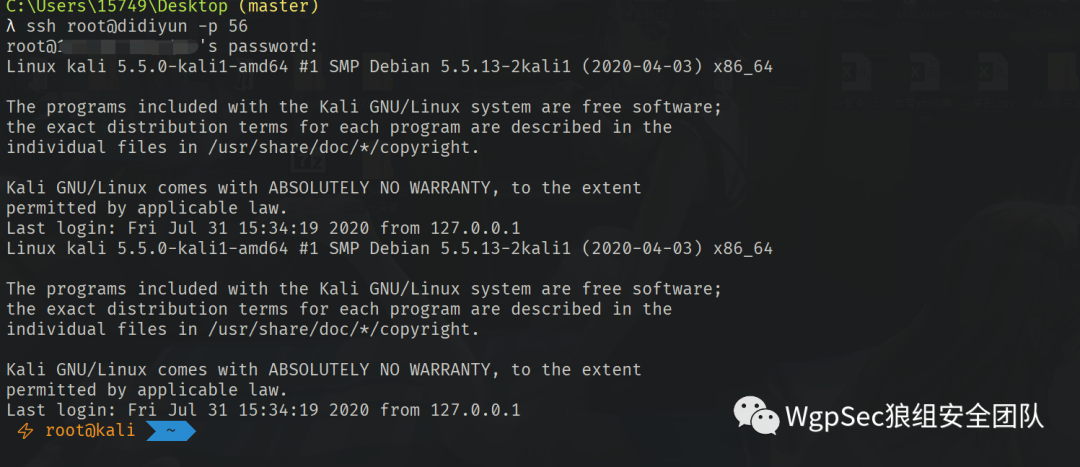 C:\Users\15749\Desktop (master)
λ ssh root@didiyun -p 56
root@1 's password:
Linux kali 5.5.0-kali1-amd64 #1 SMP Debian 5.5.13-2kali1 (2020-04-03) x86_64
The programs included with the Kali GNU/Linux system are free software;
the exact distribution terms for each program are described in the
individual files in /usr/share/doc/*/copyright.
Kali GNU/Linux comes with ABSOLUTELY NO WARRANTY, to the extent
permitted by applicable law.
Last login: Fri Jul 31 15:34:19 2020 from 127.0.0.1
Linux kali 5.5.0-kali1-amd64 #1 SMP Debian 5.5.13-2kali1 (2020-04-03) x86_64
The programs included with the Kali GNU/Linux system are free software;
the exact distribution terms for each program are described in the
individual files in /usr/share/doc/*/copyright.
Kali GNU/Linux comes with ABSOLUTELY NO WARRANTY, to the extent
permitted by applicable law.
Last login: Fri Jul 31 15:34:19 2020 from 127.0.0.1
⚡ root@kali ~
WgpSec狼组安全团队